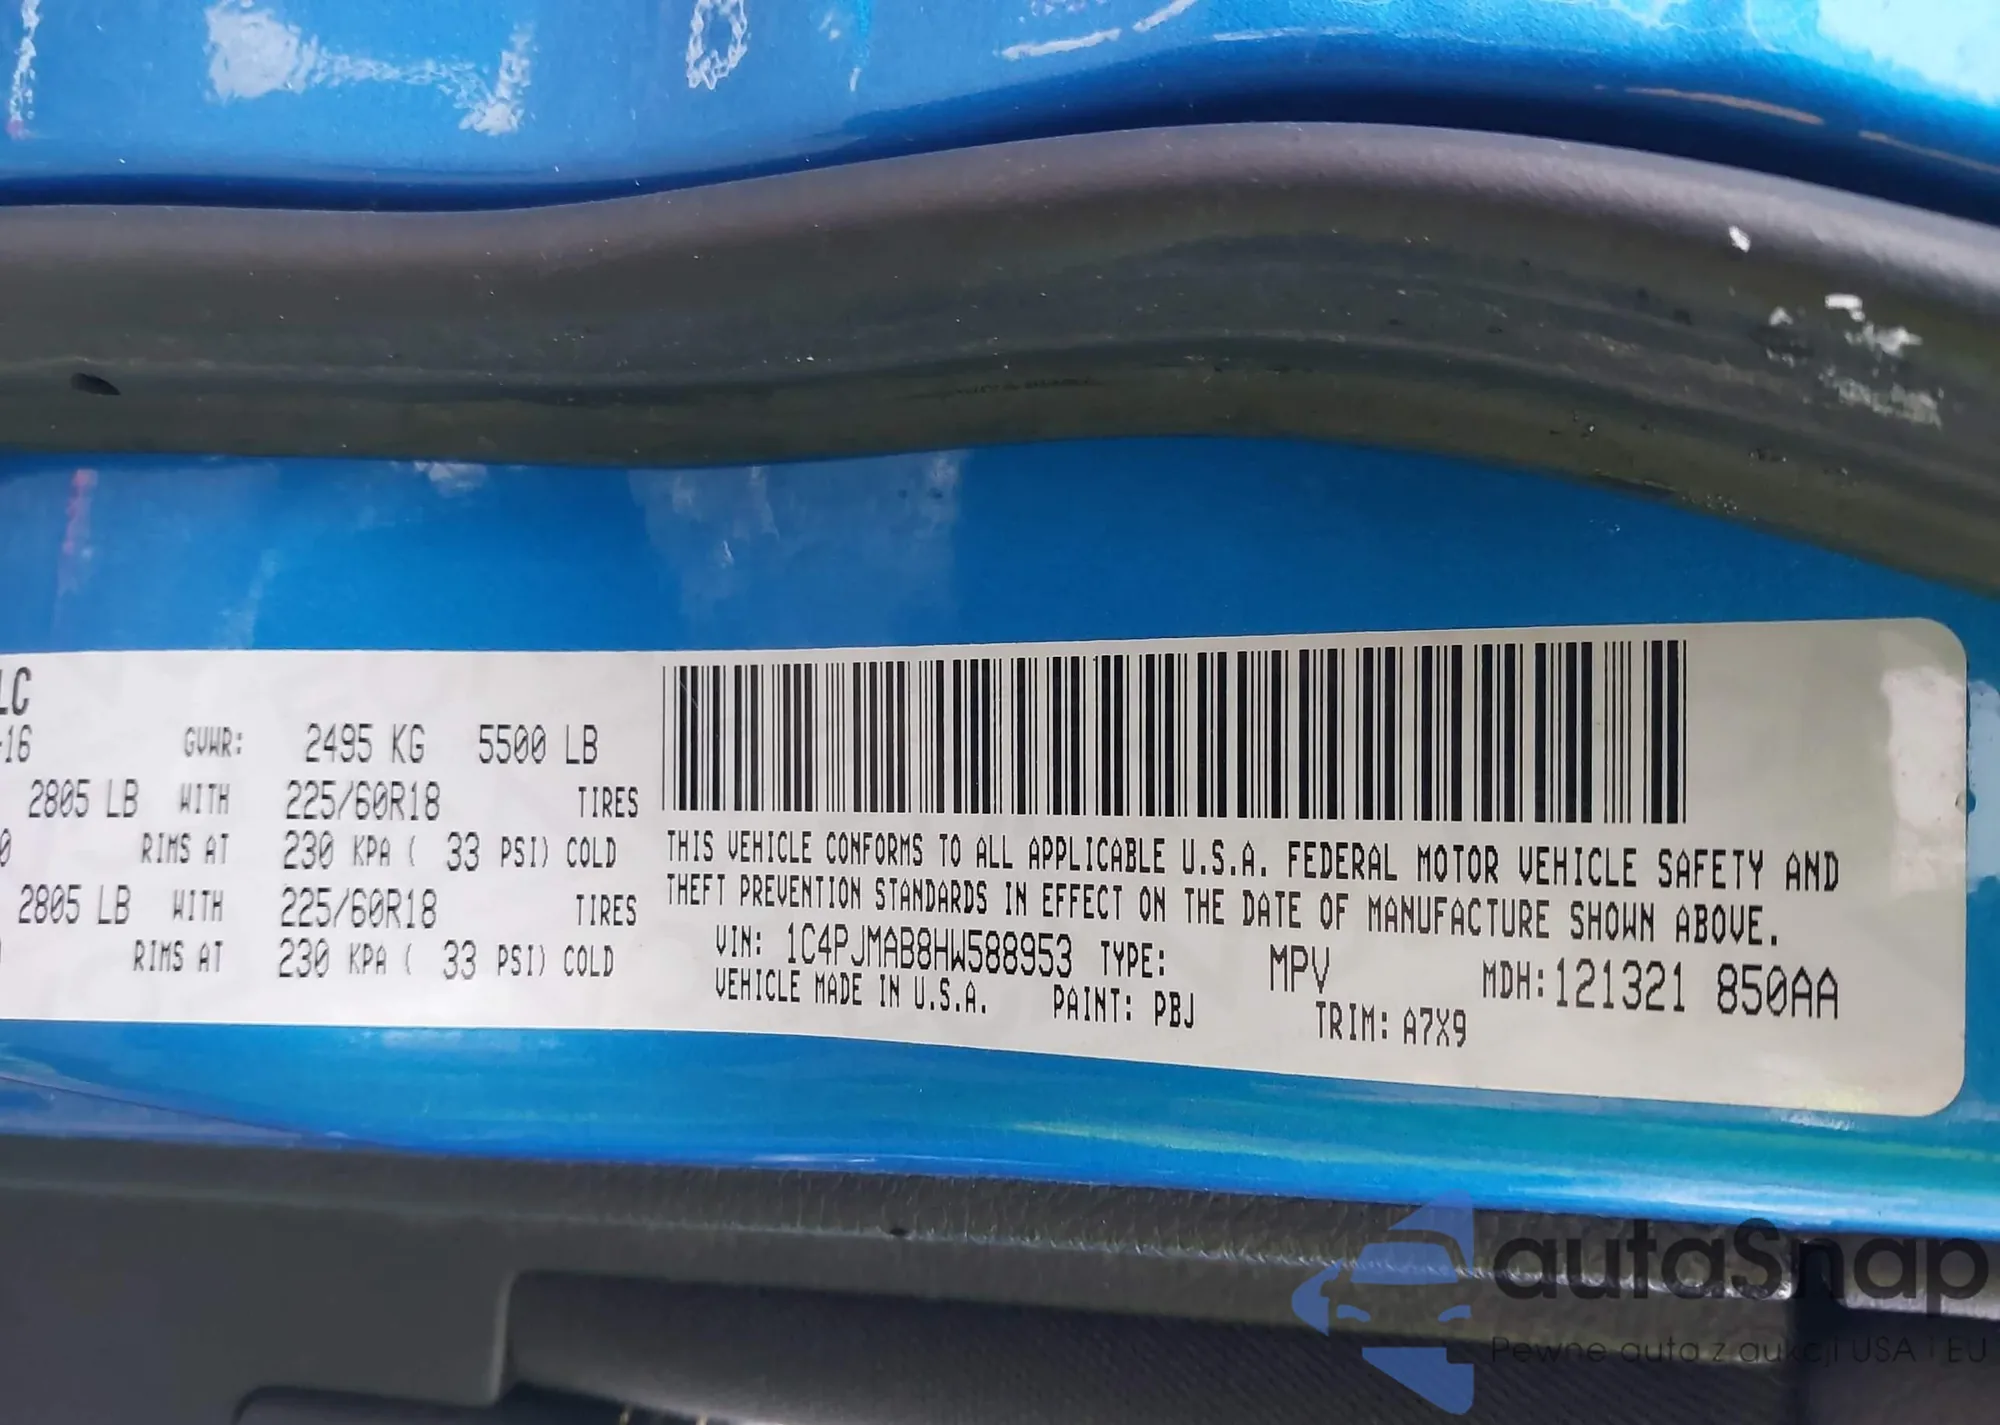 LC
-16 GVWR: 2495 KG 5500 LB
2805 LB WITH 225/60R18 TIRES
0 RIMS AT 230 KPA ( 33 PSI) COLD
2805 LB WITH 225/60R18 TIRES
RIMS AT 230 KPA ( 33 PSI) COLD
THIS VEHICLE CONFORMS TO ALL APPLICABLE U.S.A. FEDERAL MOTOR VEHICLE SAFETY AND
THEFT PREVENTION STANDARDS IN EFFECT ON THE DATE OF MANUFACTURE SHOWN ABOVE.
VIN: 1C4PJMAB8HW588953 TYPE: MPV MDH: 121321 850AA
VEHICLE MADE IN U.S.A. PAINT: PBJ TRIM: A7X9
autaSnap
Pewne auta z aukcji USA i EU